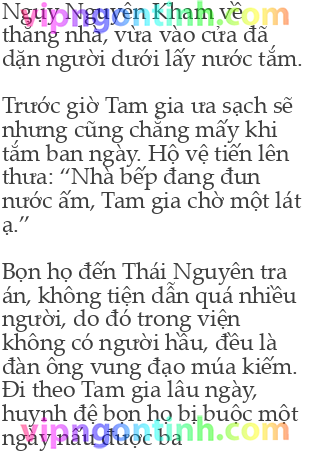 Ngụy Nguyên Kham về
thẳng nhà, vừa vào cửa đã
dặn người dưới lấy nước tắm.
Trước giờ Tam gia ưa sạch sẽ
nhưng cũng chẳng mấy khi
tắm ban ngày. Hộ vệ tiến lên
thưa: “Nhà bếp đang đun
nước ấm, Tam gia chờ một lát
ạ.”
Bọn họ đến Thái Nguyên tra
án, không tiện dẫn quá nhiều
người, do đó trong viện
không có người hầu, đều là
đàn ông vung đạo múa kiếm.
Đi theo Tam gia lâu ngày,
huynh đệ bọn họ bị buộc một
ngày nấu được ba
vipngontinh.com
vipngontinh.com